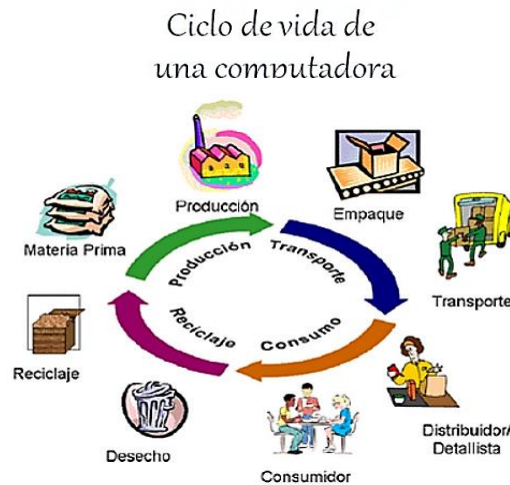 Ciclo de vida de
una computadora
Producción
Empaque
Materia Prima
Producción
Transporte
Transporte
Reciclaje
Reciclaje
Consumo
Distribuidor/
Detallista
Desecho
Consumidor